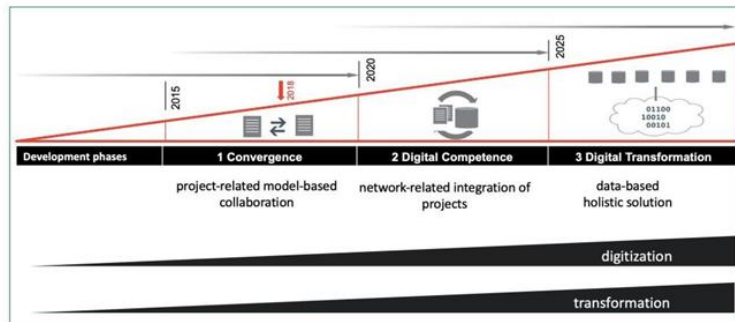 2015
2018
2020
2025
01100
10010
00101
Development phases
1 Convergence
2 Digital Competence
3 Digital Transformation
project-related model-based
collaboration
network-related integration of
projects
data-based
holistic solution
digitization
transformation